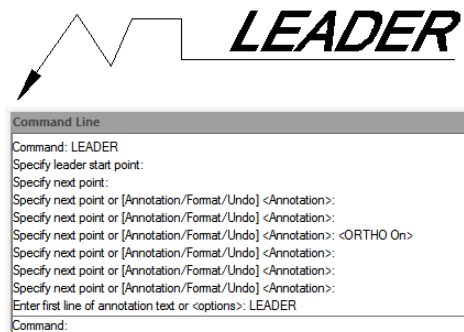 LEADER
Command Line
Command: LEADER
Specify leader start point:
Specify next point:
Specify next point or [Annotation/Format/Undo] <Annotation>:
Specify next point or [Annotation/Format/Undo] <Annotation>:
Specify next point or [Annotation/Format/Undo] <Annotation>: <ORTHO On>
Specify next point or [Annotation/Format/Undo] <Annotation>:
Specify next point or [Annotation/Format/Undo] <Annotation>:
Specify next point or [Annotation/Format/Undo] <Annotation>:
Enter first line of annotation text or <options>: LEADER
Command: